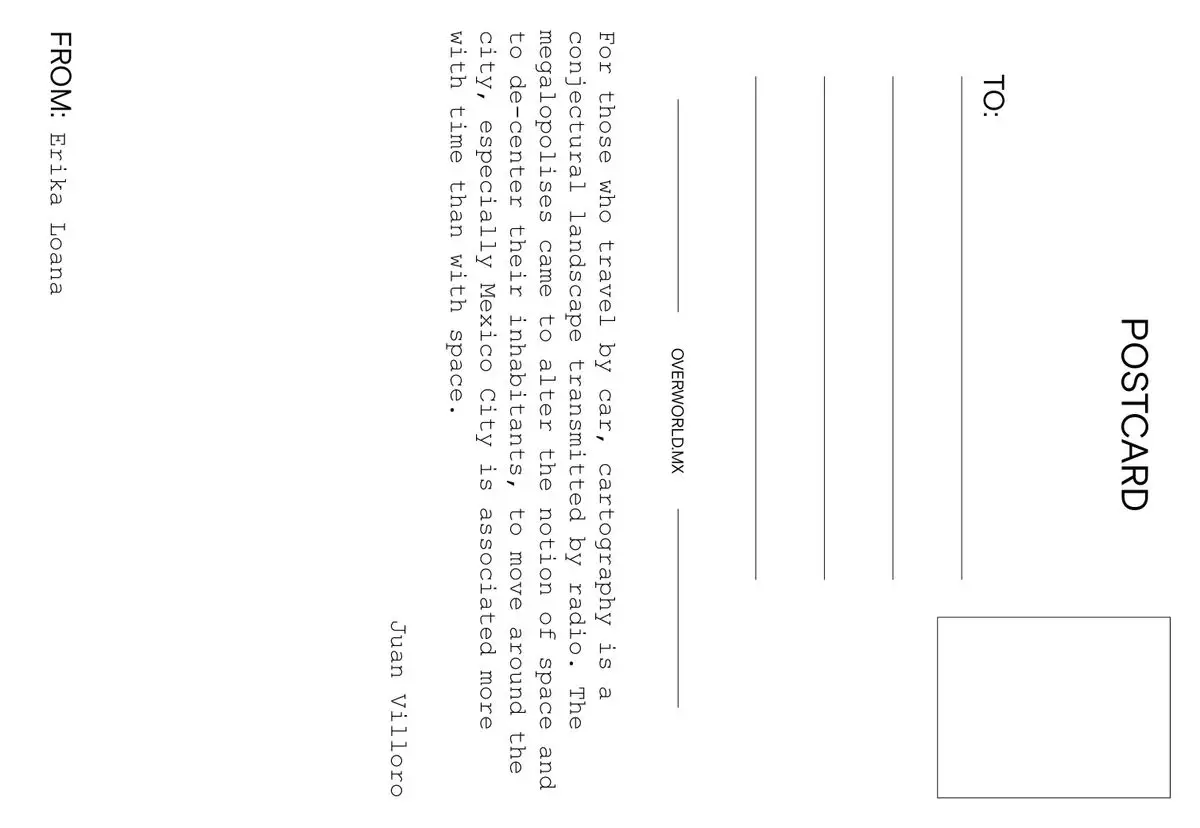 POSTCARD
TO:
OVERWORLD.MX
For those who travel by car, cartography is a
conjectural landscape transmitted by radio. The
megalopolises came to alter the notion of space and
to de-center their inhabitants, to move around the
city, especially Mexico City is associated more
with time than with space.
Juan Villoro
FROM: Erika Loana